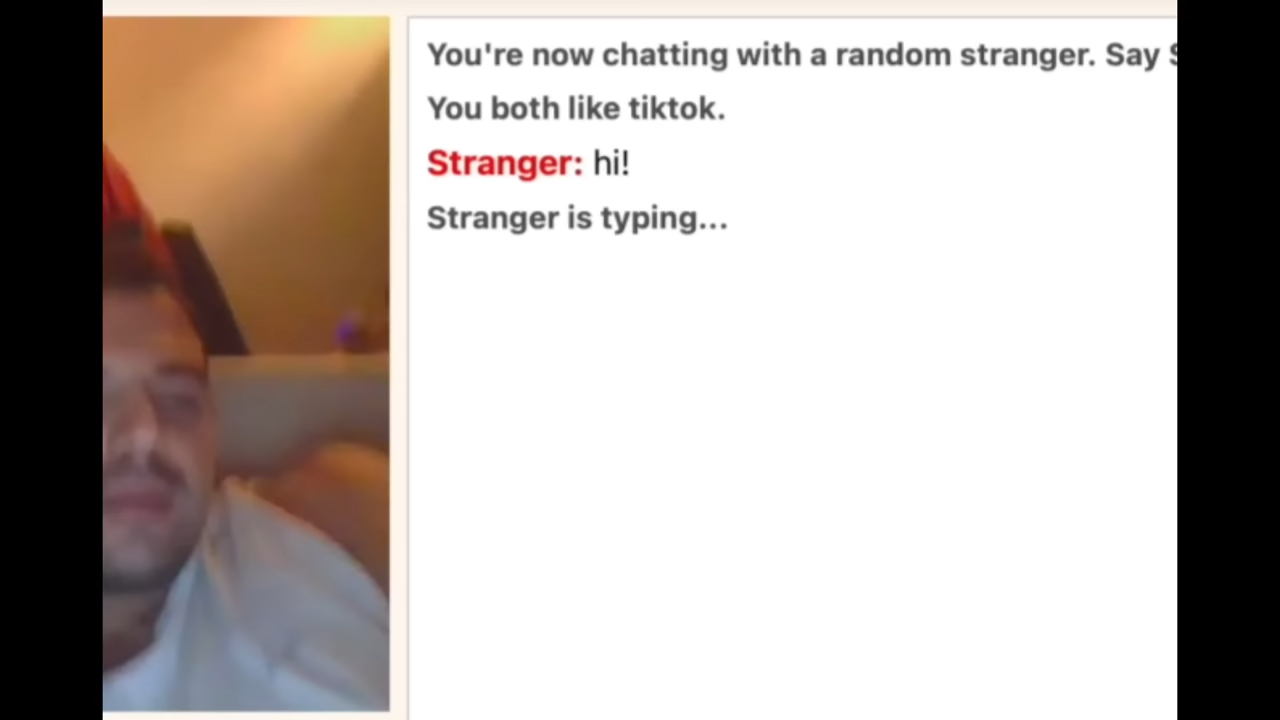 You're now chatting with a random stranger. Say
You both like tiktok.
Stranger: hi!
Stranger is typing...